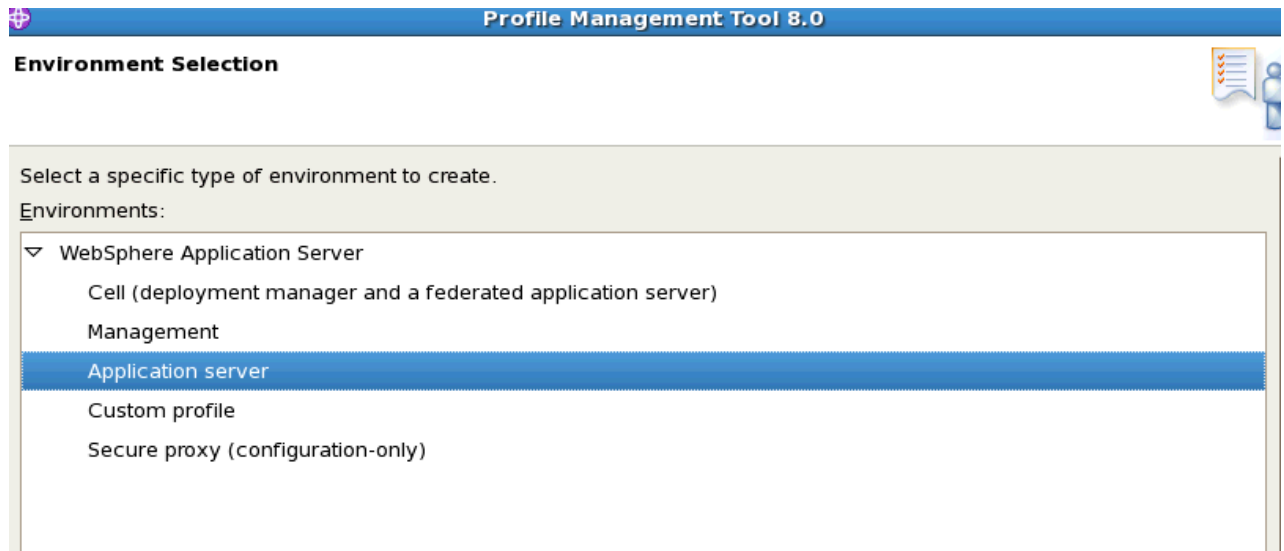 Profile Management Tool 8.0
Environment Selection
Select a specific type of environment to create.
Environments:
WebSphere Application Server
Cell (deployment manager and a federated application server)
Management
Application server
Custom profile
Secure proxy (configuration-only)